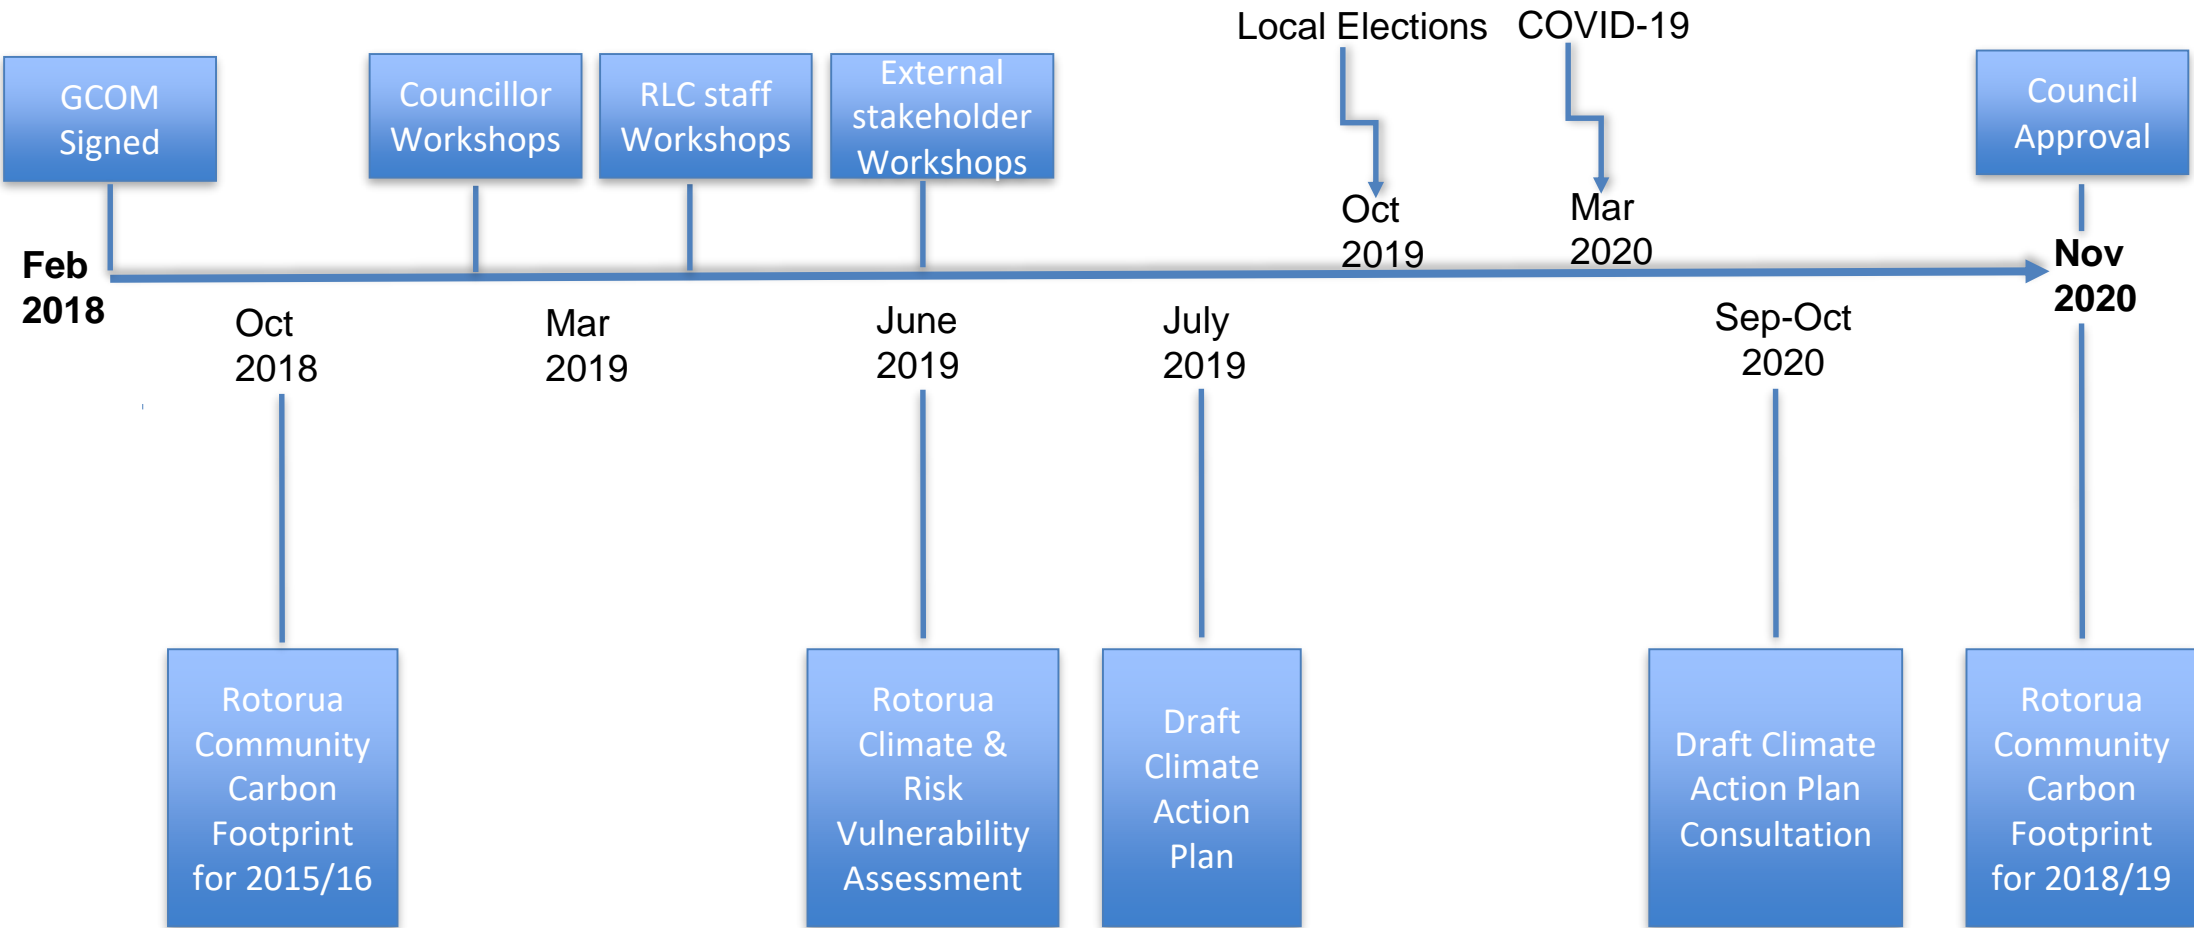 Local Elections
COVID-19
GCOM
Signed
Councillor
Workshops
RLC staff
Workshops
External
stakeholder
Workshops
Council
Approval
Oct
2019
Mar
2020
Feb
2018
Nov
2020
Oct
2018
Mar
2019
June
2019
July
2019
Sep-Oct
2020
Rotorua
Community
Carbon
Footprint
for 2015/16
Rotorua
Climate &
Risk
Vulnerability
Assessment
Draft
Climate
Action
Plan
Draft Climate
Action Plan
Consultation
Rotorua
Community
Carbon
Footprint
for 2018/19